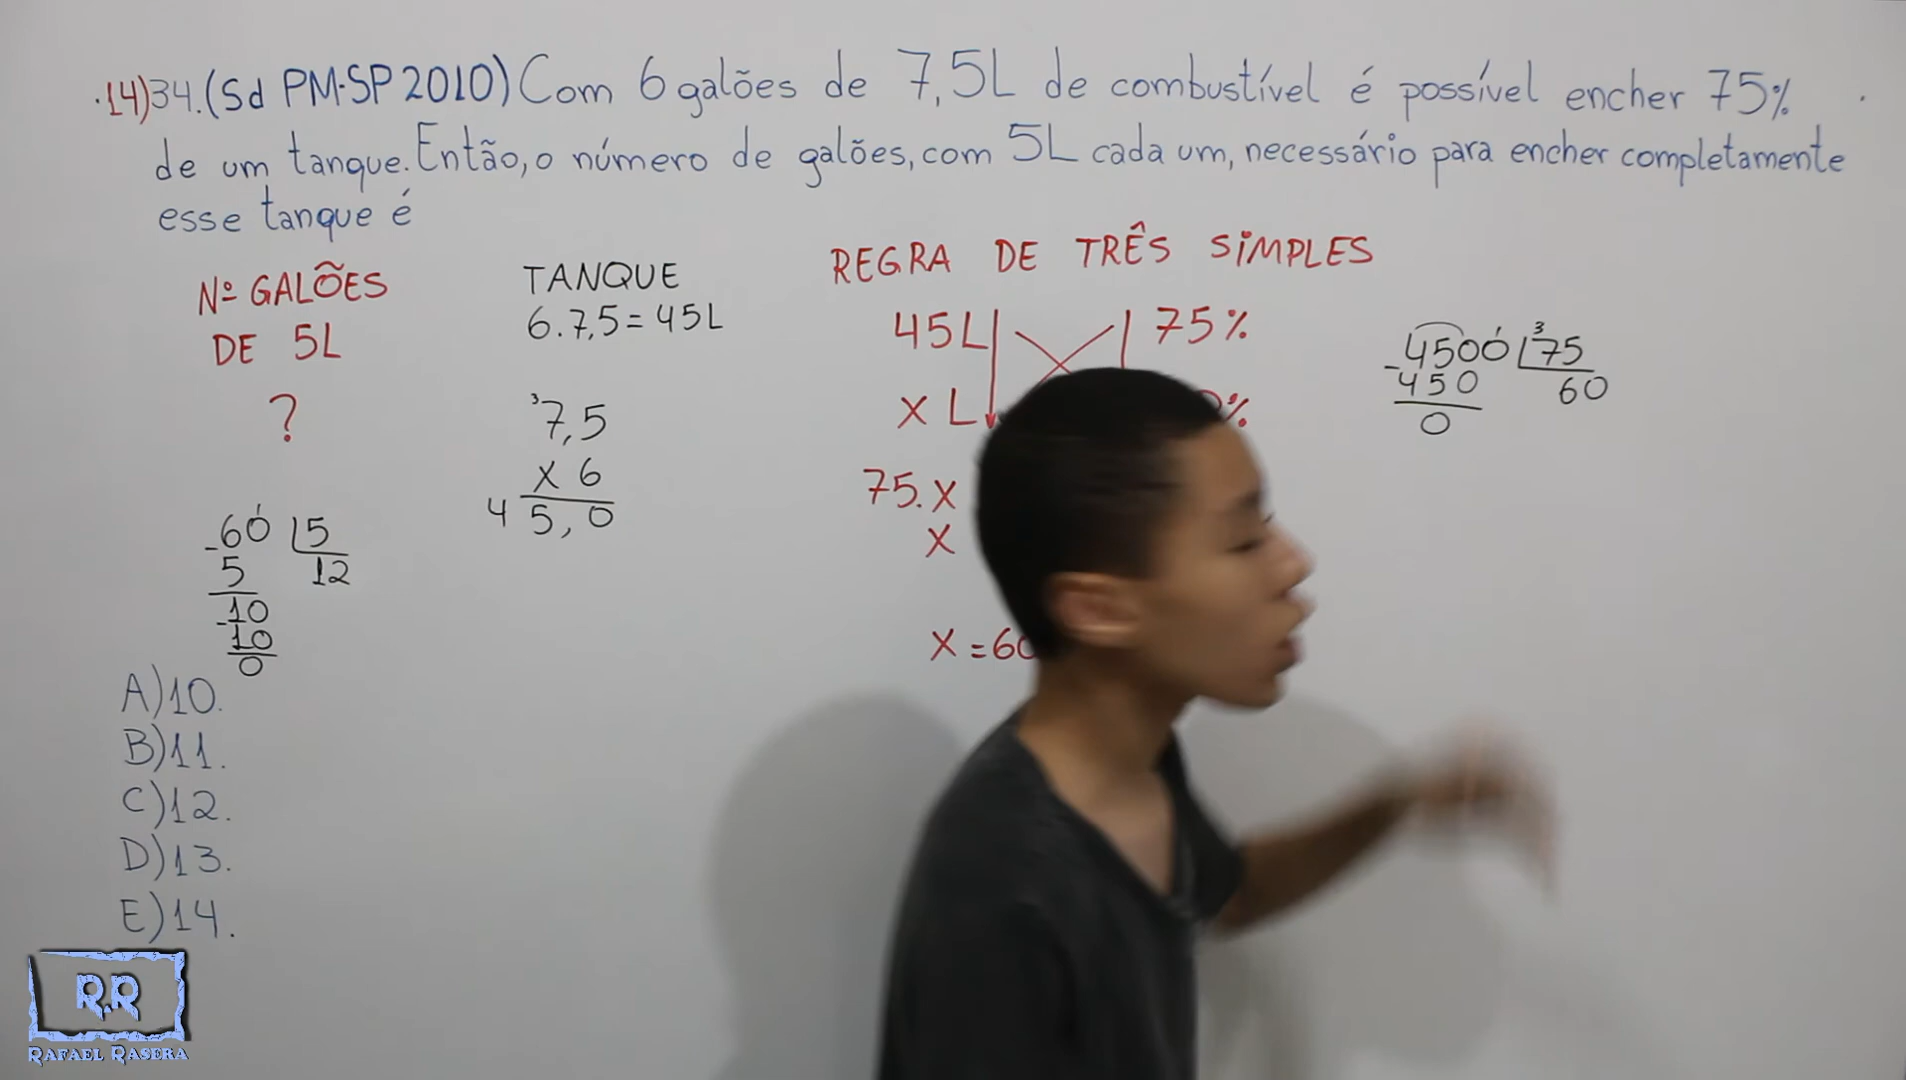 .14)34.(Sd PM-SP 2010) Com 6 galões de 7,5L de combustível é possível encher 75%
de um tanque. Então, o número de galões, com 5L cada um, necessário para encher completamente
esse tanque é
Nº GALÕES
DE 5L
?
60 5
-5 12
10
-10
0
TANQUE
6.7,5=45L
3
7,5
x 6
45,0
REGRA DE TRÊS SIMPLES
45L 75%
x L %
75.x
x
x=60
3
4500 75
-450 60
0
A)10.
B)11.
C)12.
D)13.
E)14.
R.R
RAFAEL RASERA